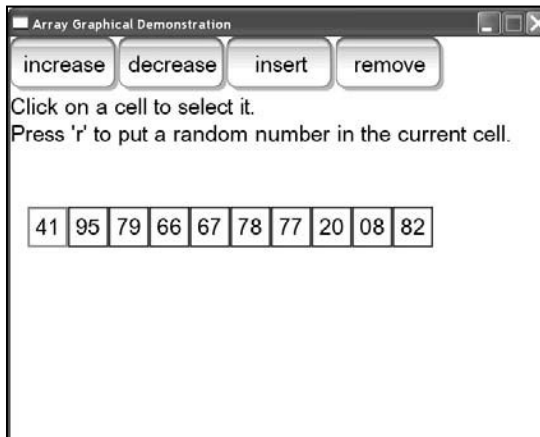 Array Graphical Demonstration
increase decrease insert remove
Click on a cell to select it.
Press 'r' to put a random number in the current cell.
41 95 79 66 67 78 77 20 08 82